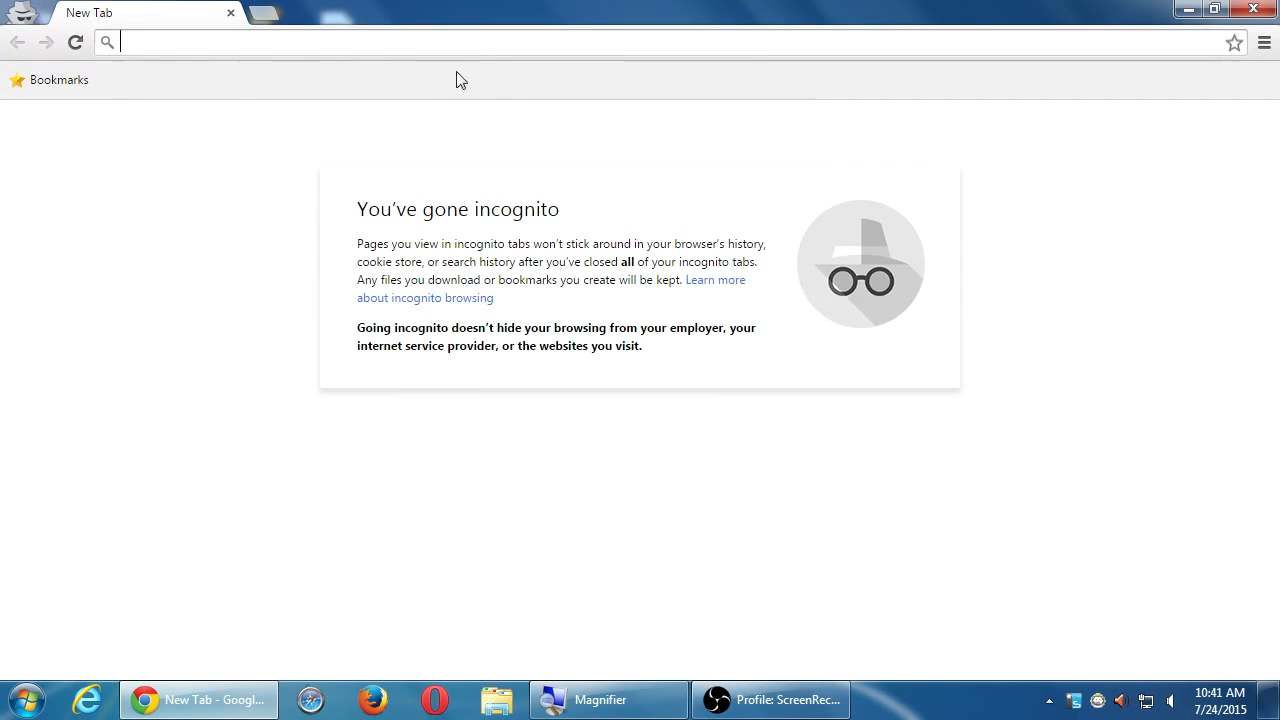 New Tab
Bookmarks
You've gone incognito
Pages you view in incognito tabs won't stick around in your browser's history,
cookie store, or search history after you've closed all of your incognito tabs.
Any files you download or bookmarks you create will be kept. Learn more
about incognito browsing
Going incognito doesn't hide your browsing from your employer, your
internet service provider, or the websites you visit.
New Tab - Googl...
Magnifier
Profile: ScreenRec...
10:41 AM
7/24/2015